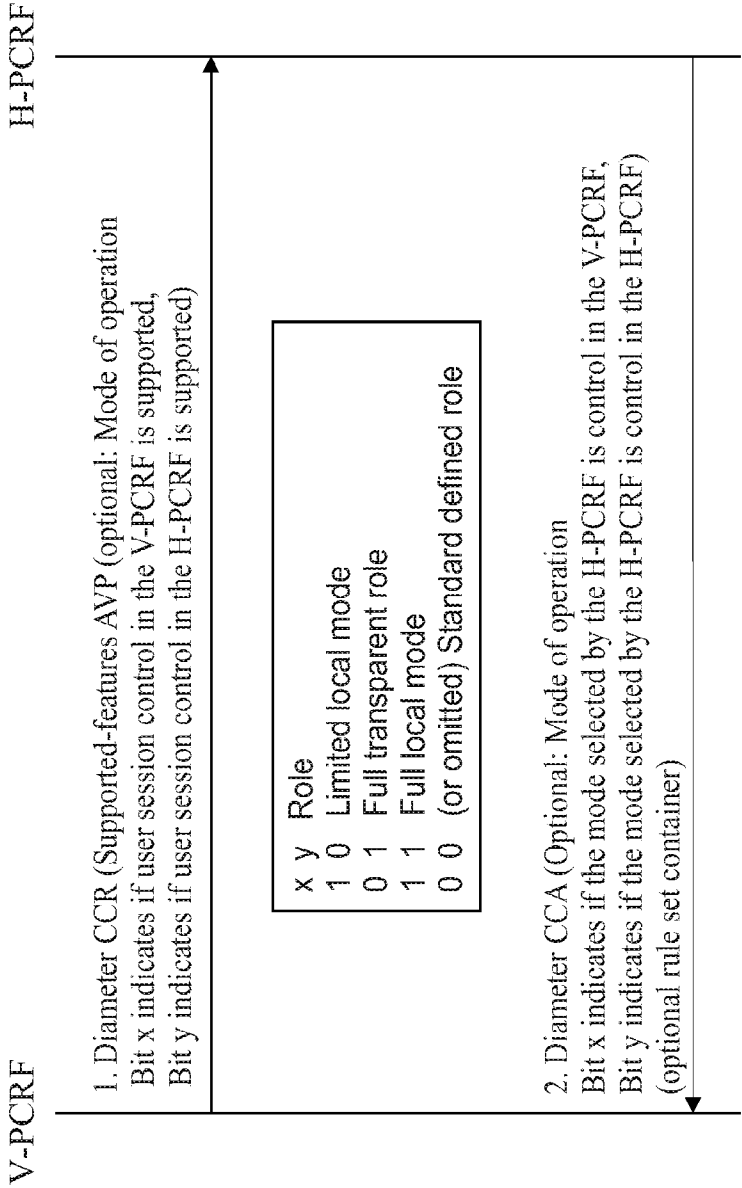 V-PCRF
H-PCRF
1. Diameter CCR (Supported-features AVP (optional: Mode of operation
Bit x indicates if user session control in the V-PCRF is supported,
Bit y indicates if user session control in the H-PCRF is supported)
x y Role
1 0 Limited local mode
0 1 Full transparent role
1 1 Full local mode
0 0 (or omitted) Standard defined role
2. Diameter CCA (Optional: Mode of operation
Bit x indicates if the mode selected by the H-PCRF is control in the V-PCRF,
Bit y indicates if the mode selected by the H-PCRF is control in the H-PCRF)
(optional rule set container)